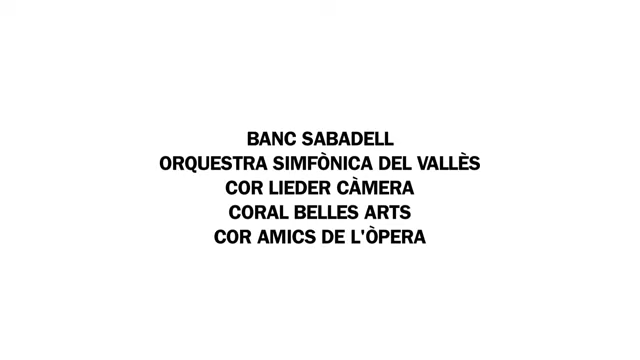 BANC SABADELL
ORQUESTRA SIMFÒNICA DEL VALLÈS
COR LIEDER CÀMERA
CORAL BELLES ARTS
COR AMICS DE L'ÒPERA